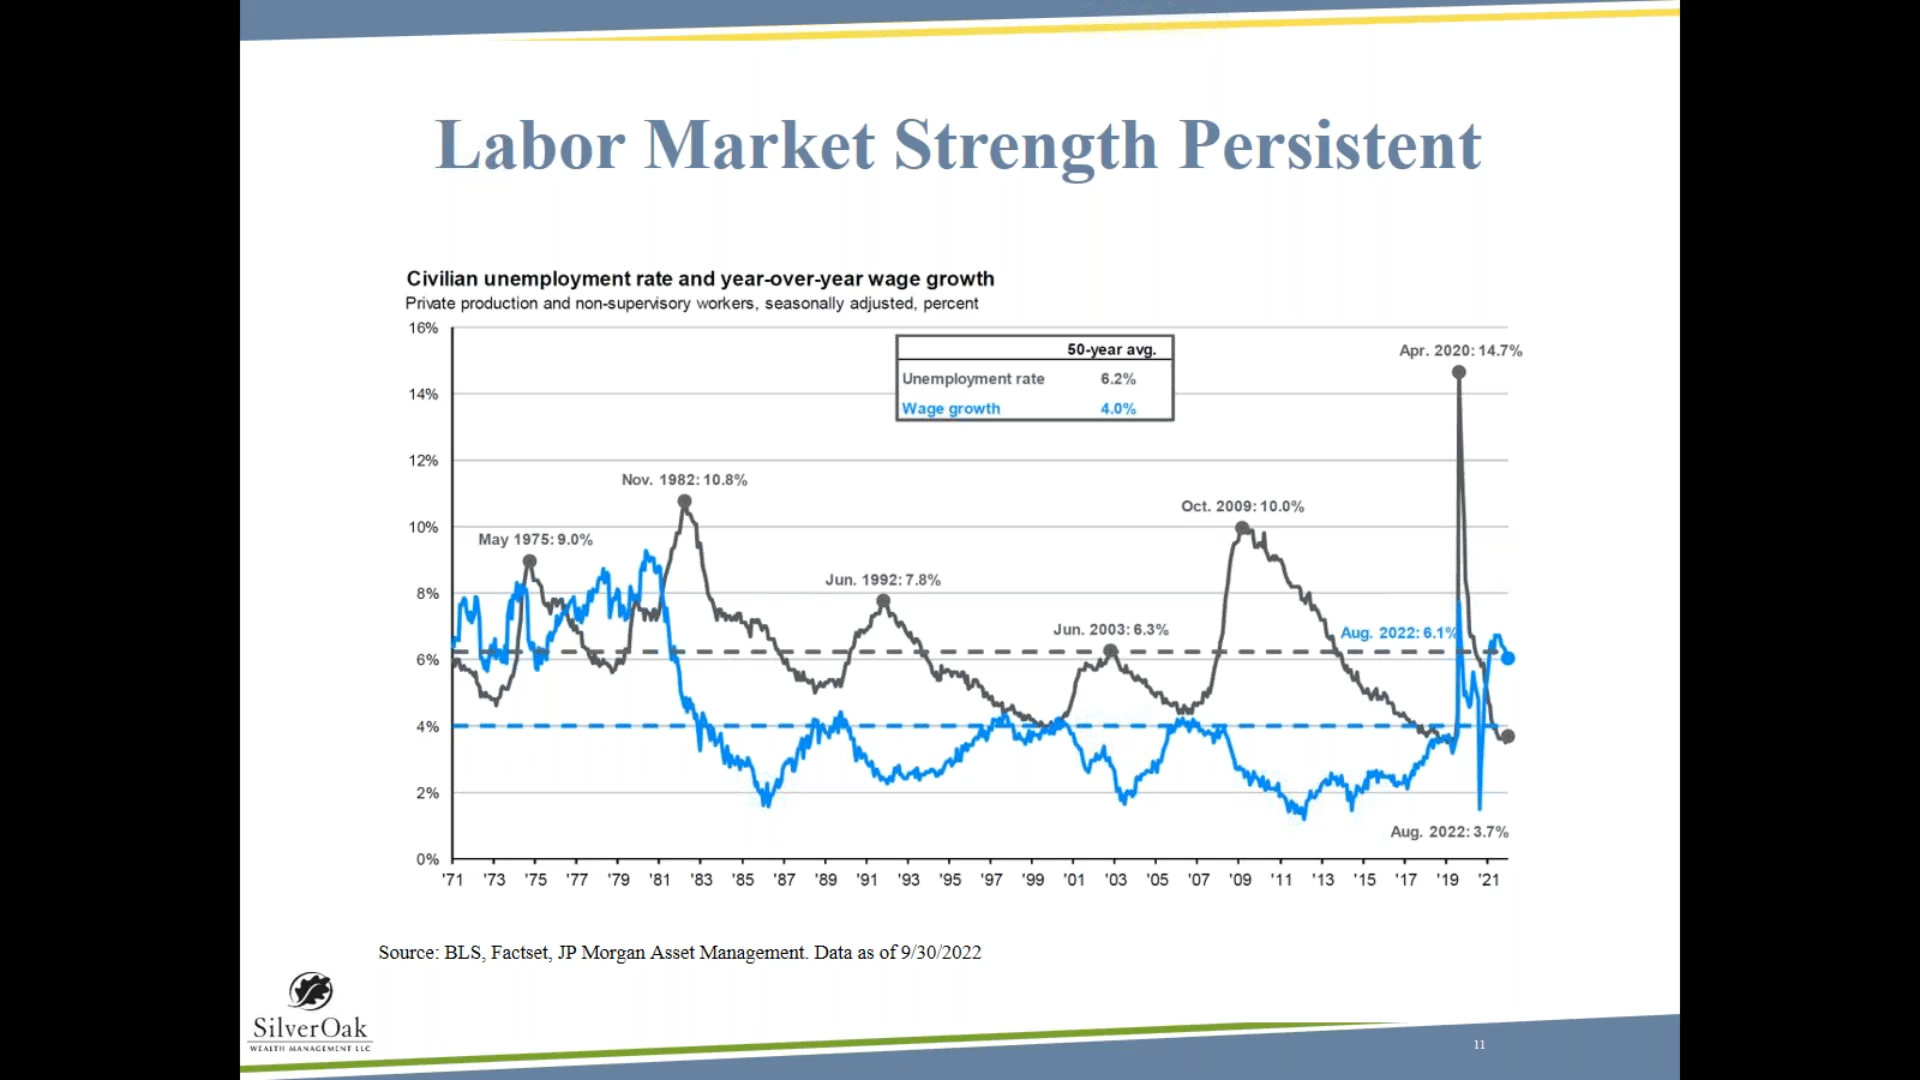 Labor Market Strength Persistent
Civilian unemployment rate and year-over-year wage growth
Private production and non-supervisory workers, seasonally adjusted, percent
16%
14%
12%
10%
8%
6%
4%
2%
0%
50-year avg.
Unemployment rate 6.2%
Wage growth 4.0%
Apr. 2020: 14.7%
Nov. 1982: 10.8%
Oct. 2009: 10.0%
May 1975: 9.0%
Jun. 1992: 7.8%
Jun. 2003: 6.3%
Aug. 2022: 6.1%
Aug. 2022: 3.7%
'71 '73 '75 '77 '79 '81 '83 '85 '87 '89 '91 '93 '95 '97 '99 '01 '03 '05 '07 '09 '11 '13 '15 '17 '19 '21
Source: BLS, Factset, JP Morgan Asset Management. Data as of 9/30/2022
SilverOak
WEALTH MANAGEMENT LLC
11